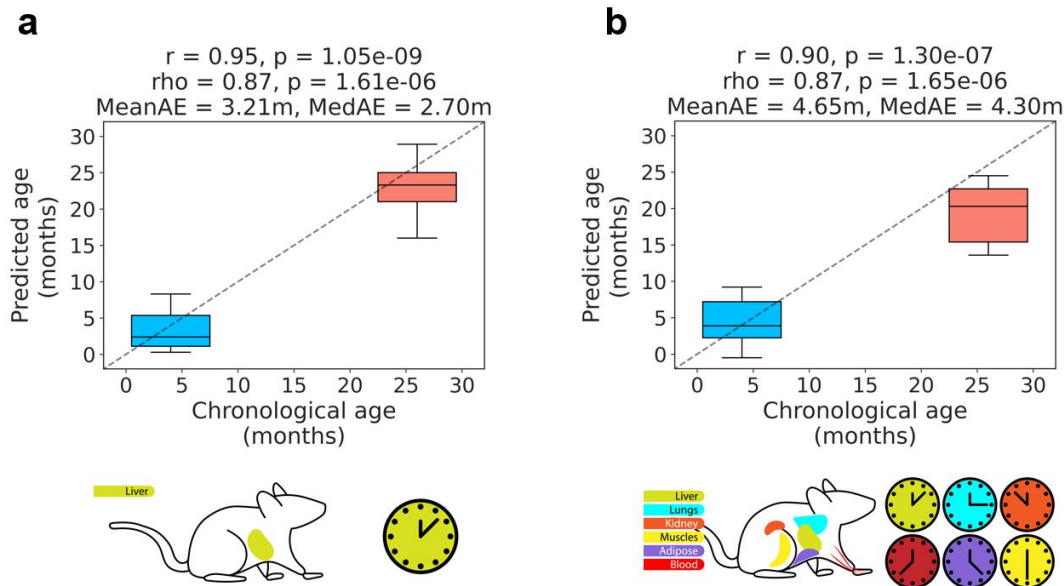 a
r = 0.95, p = 1.05e-09
rho = 0.87, p = 1.61e-06
MeanAE = 3.21m, MedAE = 2.70m
Predicted age
(months)
30
25
20
15
10
5
0
0 5 10 15 20 25 30
Chronological age
(months)
Liver
b
r = 0.90, p = 1.30e-07
rho = 0.87, p = 1.65e-06
MeanAE = 4.65m, MedAE = 4.30m
Predicted age
(months)
30
25
20
15
10
5
0
0 5 10 15 20 25 30
Chronological age
(months)
Liver
Lungs
Kidney
Muscles
Adipose
Blood